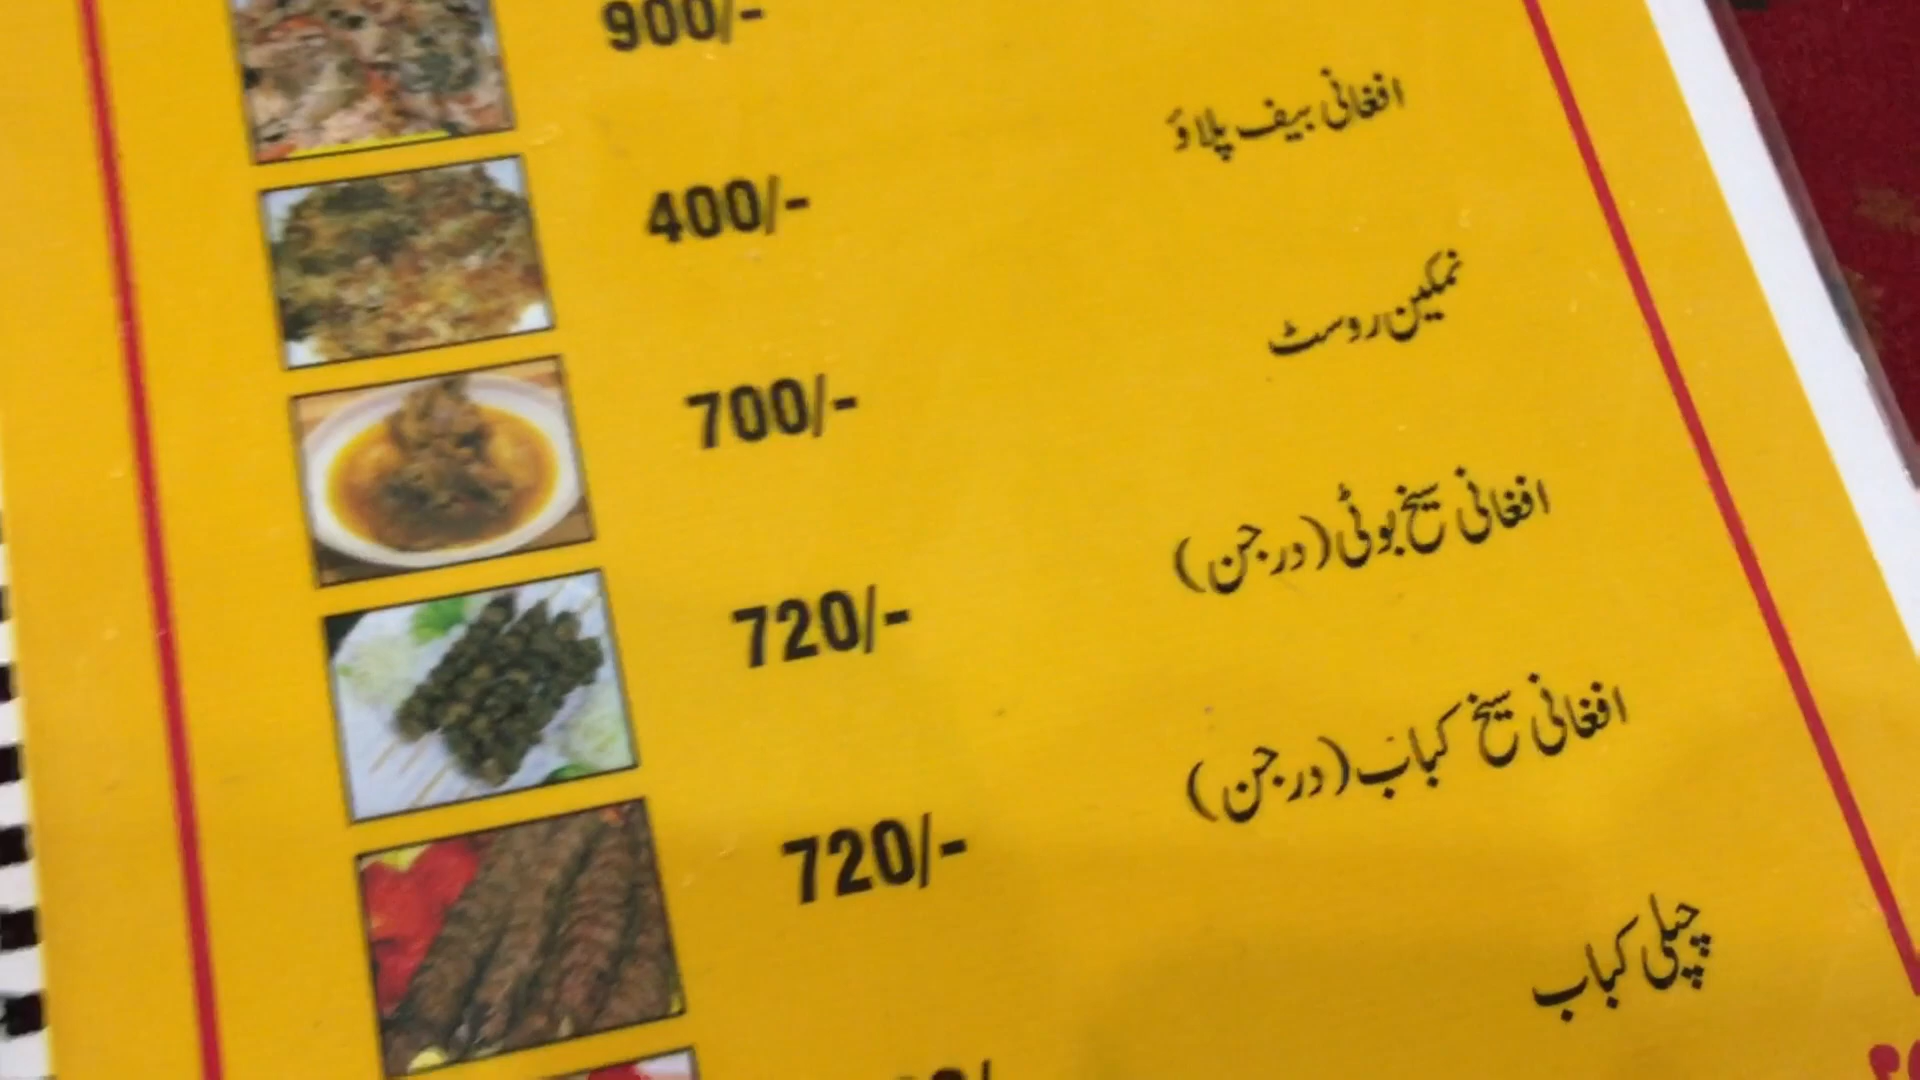 900/-
افغانی بیف پلاؤ 400/-
نمکین روسٹ 700/-
افغانی سیخ بوٹی (درجن) 720/-
افغانی سیخ کباب (درجن) 720/-
چپلی کباب